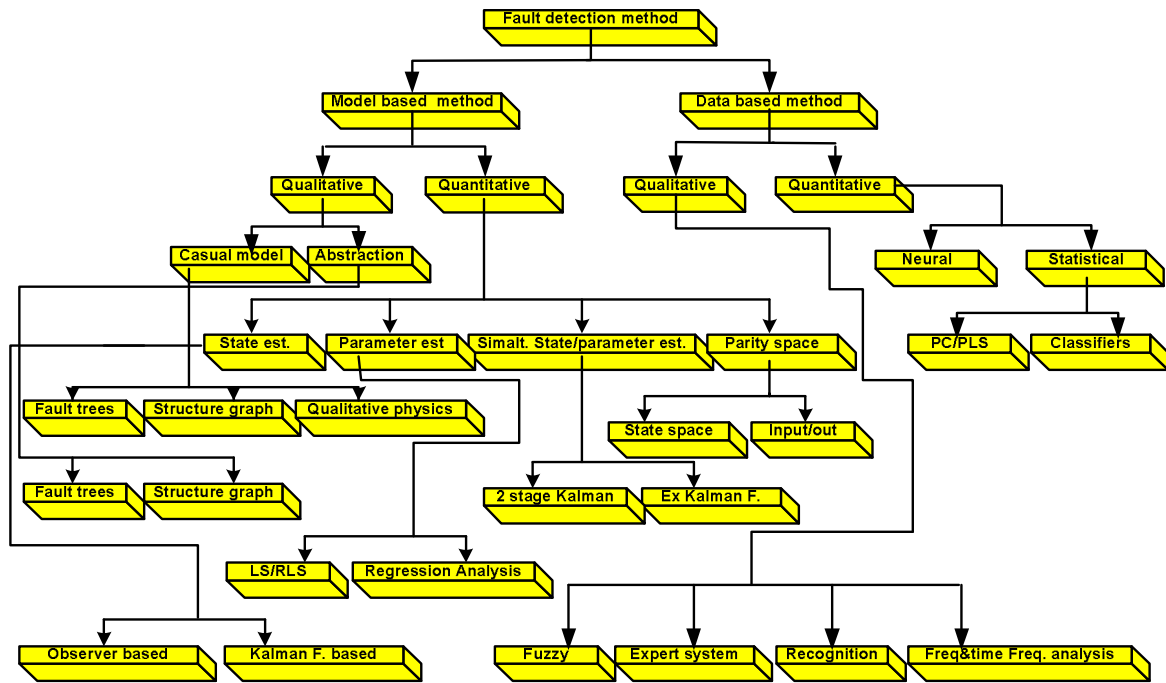 Fault detection method
Model based method
Data based method
Qualitative
Quantitative
Qualitative
Quantitative
Casual model
Abstraction
Neural
Statistical
State est.
Parameter est
Simalt. State/parameter est.
Parity space
PC/PLS
Classifiers
Fault trees
Structure graph
Qualitative physics
State space
Input/out
Fault trees
Structure graph
2 stage Kalman
Ex Kalman F.
LS/RLS
Regression Analysis
Observer based
Kalman F. based
Fuzzy
Expert system
Recognition
Freq&time Freq. analysis